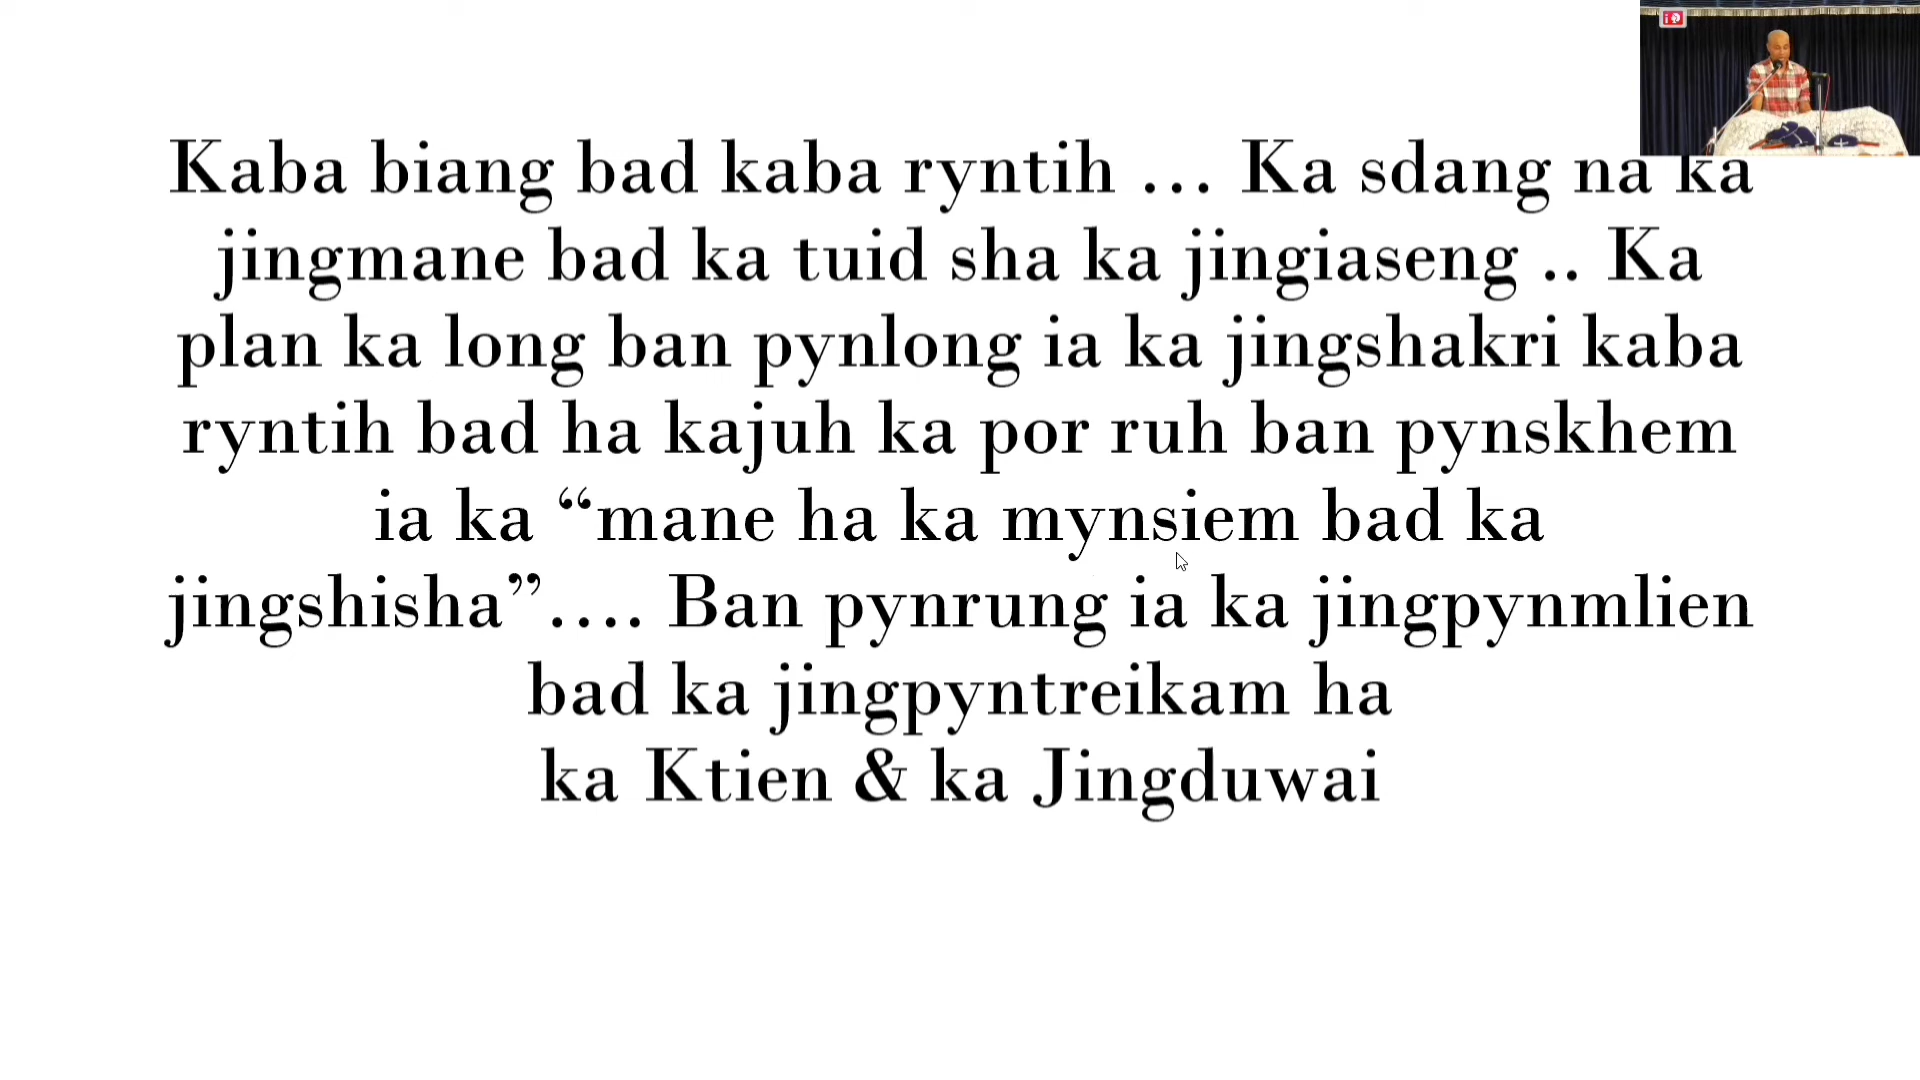 Kaba biang bad kaba ryntih ... Ka sdang na ka
jingmane bad ka tuid sha ka jingiaseng .. Ka
plan ka long ban pynlong ia ka jingshakri kaba
ryntih bad ha kajuh ka por ruh ban pynskhem
ia ka “mane ha ka mynsiem bad ka
jingshisha”.... Ban pynrung ia ka jingpynmlien
bad ka jingpyntreikam ha
ka Ktien & ka Jingduwai